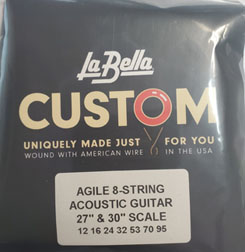 La Bella
CUSTOM
UNIQUELY MADE JUST FOR YOU
WOUND WITH AMERICAN WIRE IN THE USA
AGILE 8-STRING
ACOUSTIC GUITAR
27" & 30" SCALE
12 16 24 32 53 70 95